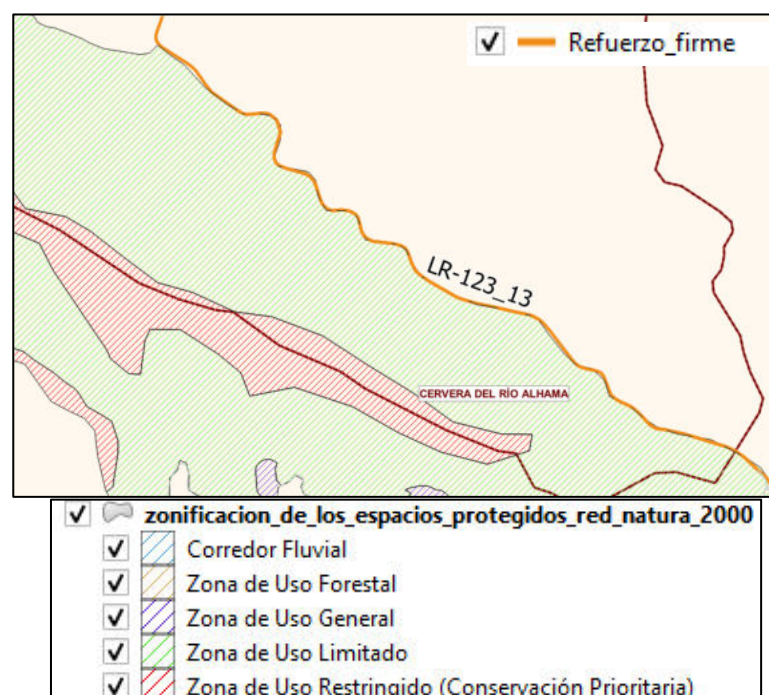 Refuerzo_firme
LR-123_13
CERVERA DEL RÍO ALHAMA
zonificacion_de_los_espacios_protegidos_red_natura_2000
Corredor Fluvial
Zona de Uso Forestal
Zona de Uso General
Zona de Uso Limitado
Zona de Uso Restringido (Conservación Prioritaria)